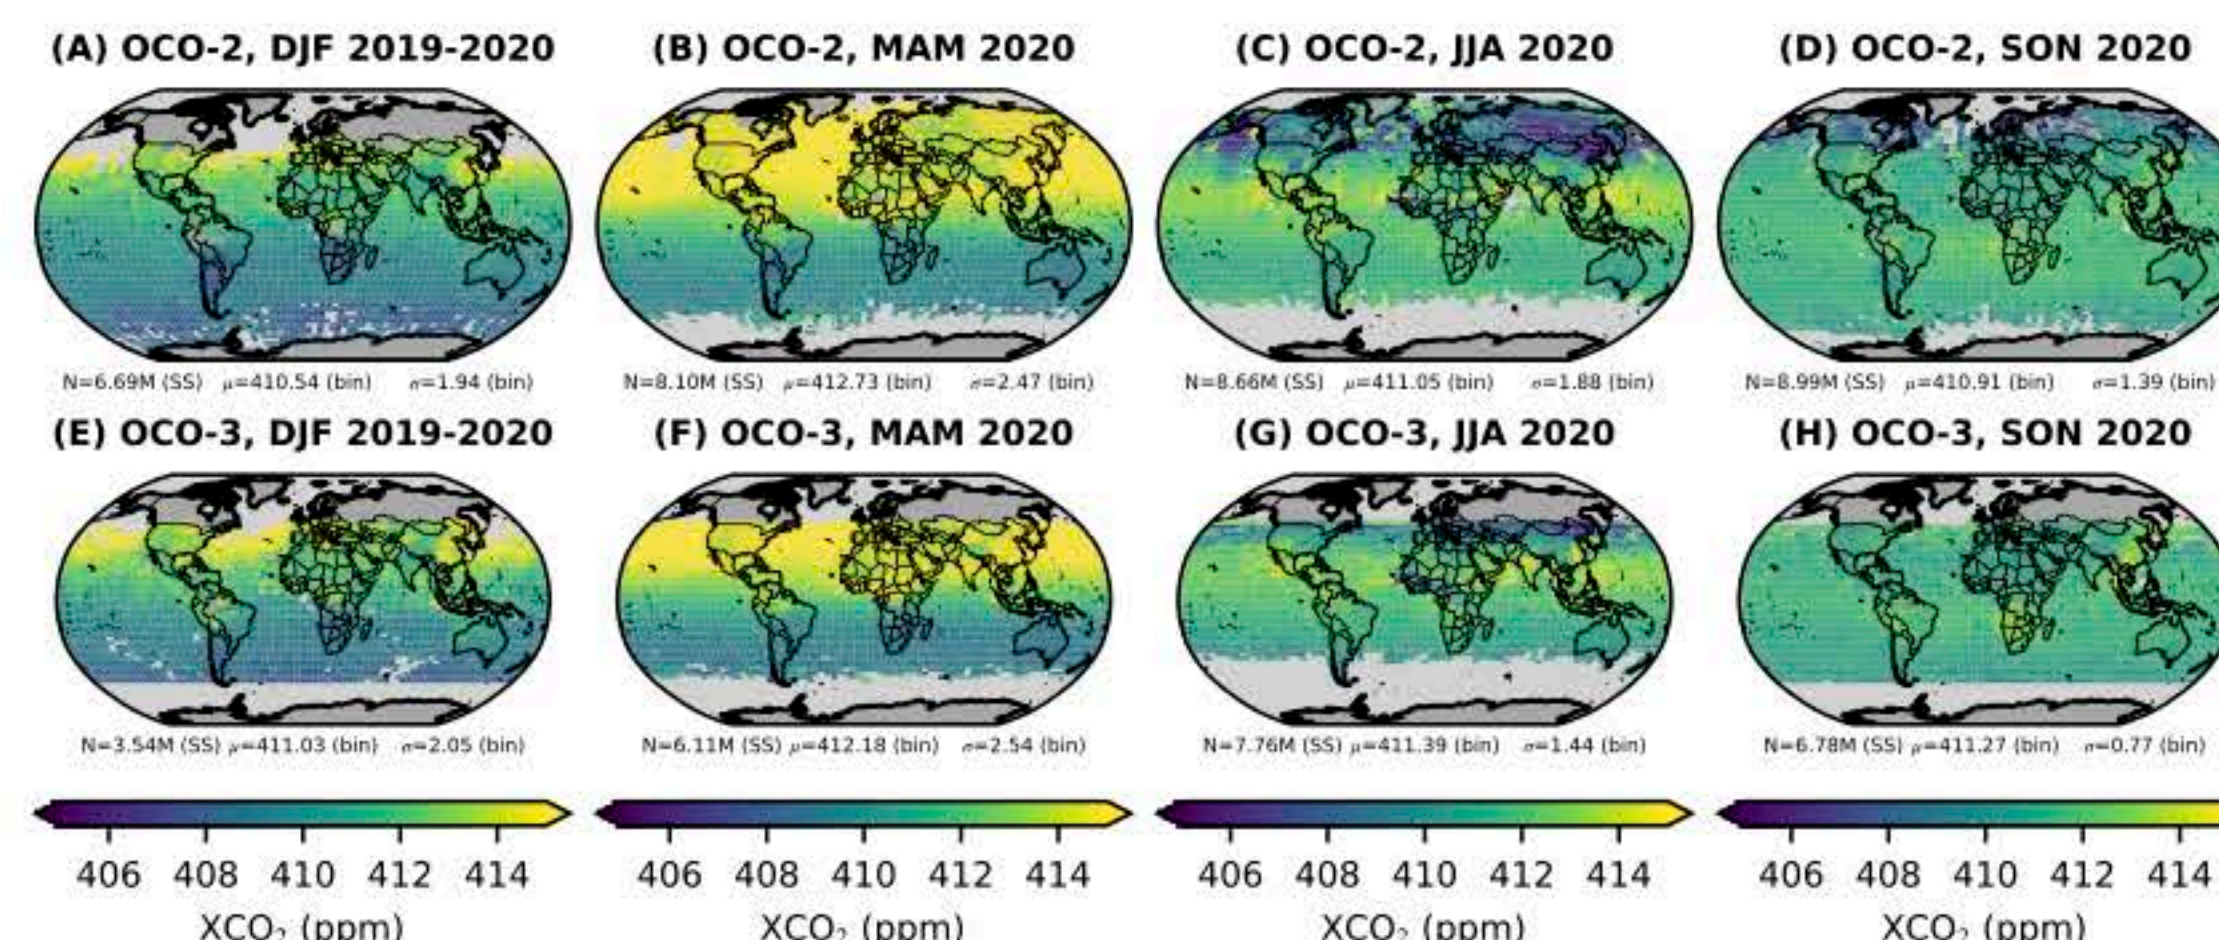 (A) OCO-2, DJF 2019-2020 (B) OCO-2, MAM 2020 (C) OCO-2, JJA 2020 (D) OCO-2, SON 2020
N=6.69M (SS) μ=410.54 (bin) σ=1.94 (bin) N=8.10M (SS) μ=412.73 (bin) σ=2.47 (bin) N=8.66M (SS) μ=411.05 (bin) σ=1.88 (bin) N=8.99M (SS) μ=410.91 (bin) σ=1.39 (bin)
(E) OCO-3, DJF 2019-2020 (F) OCO-3, MAM 2020 (G) OCO-3, JJA 2020 (H) OCO-3, SON 2020
N=3.54M (SS) μ=411.03 (bin) σ=2.05 (bin) N=6.11M (SS) μ=412.18 (bin) σ=2.54 (bin) N=7.76M (SS) μ=411.39 (bin) σ=1.44 (bin) N=6.78M (SS) μ=411.27 (bin) σ=0.77 (bin)
406 408 410 412 414 406 408 410 412 414 406 408 410 412 414 406 408 410 412 414
XCO₂ (ppm) XCO₂ (ppm) XCO₂ (ppm) XCO₂ (ppm)